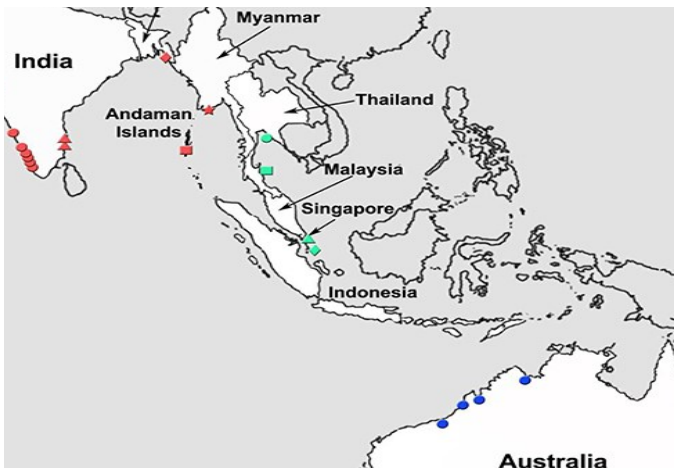 Myanmar
India
Thailand
Andaman
Islands
Malaysia
Singapore
Indonesia
Australia